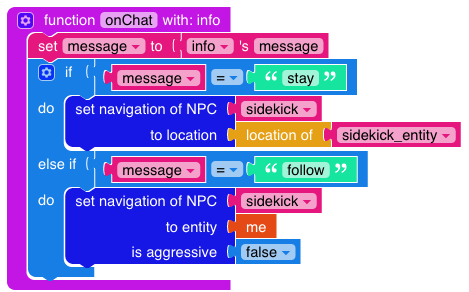 function onChat with: info
set message to info 's message
if message = “ stay ”
do set navigation of NPC sidekick
to location location of sidekick_entity
else if message = “ follow ”
do set navigation of NPC sidekick
to entity me
is aggressive false